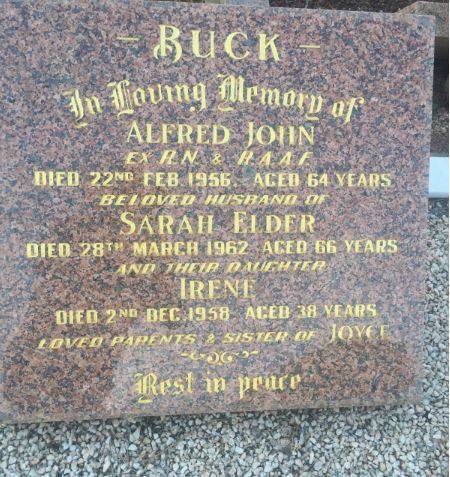 - BUCK -
In Loving Memory of
ALFRED JOHN
EX R.N. & R.A.A.F.
DIED 22ND FEB. 1956. AGED 64 YEARS
BELOVED HUSBAND OF
SARAH ELDER
DIED 28TH MARCH 1962 AGED 66 YEARS
AND THEIR DAUGHTER
IRENE
DIED 2ND DEC. 1958 AGED 38 YEARS
LOVED PARENTS & SISTER OF JOYCE
Rest in peace